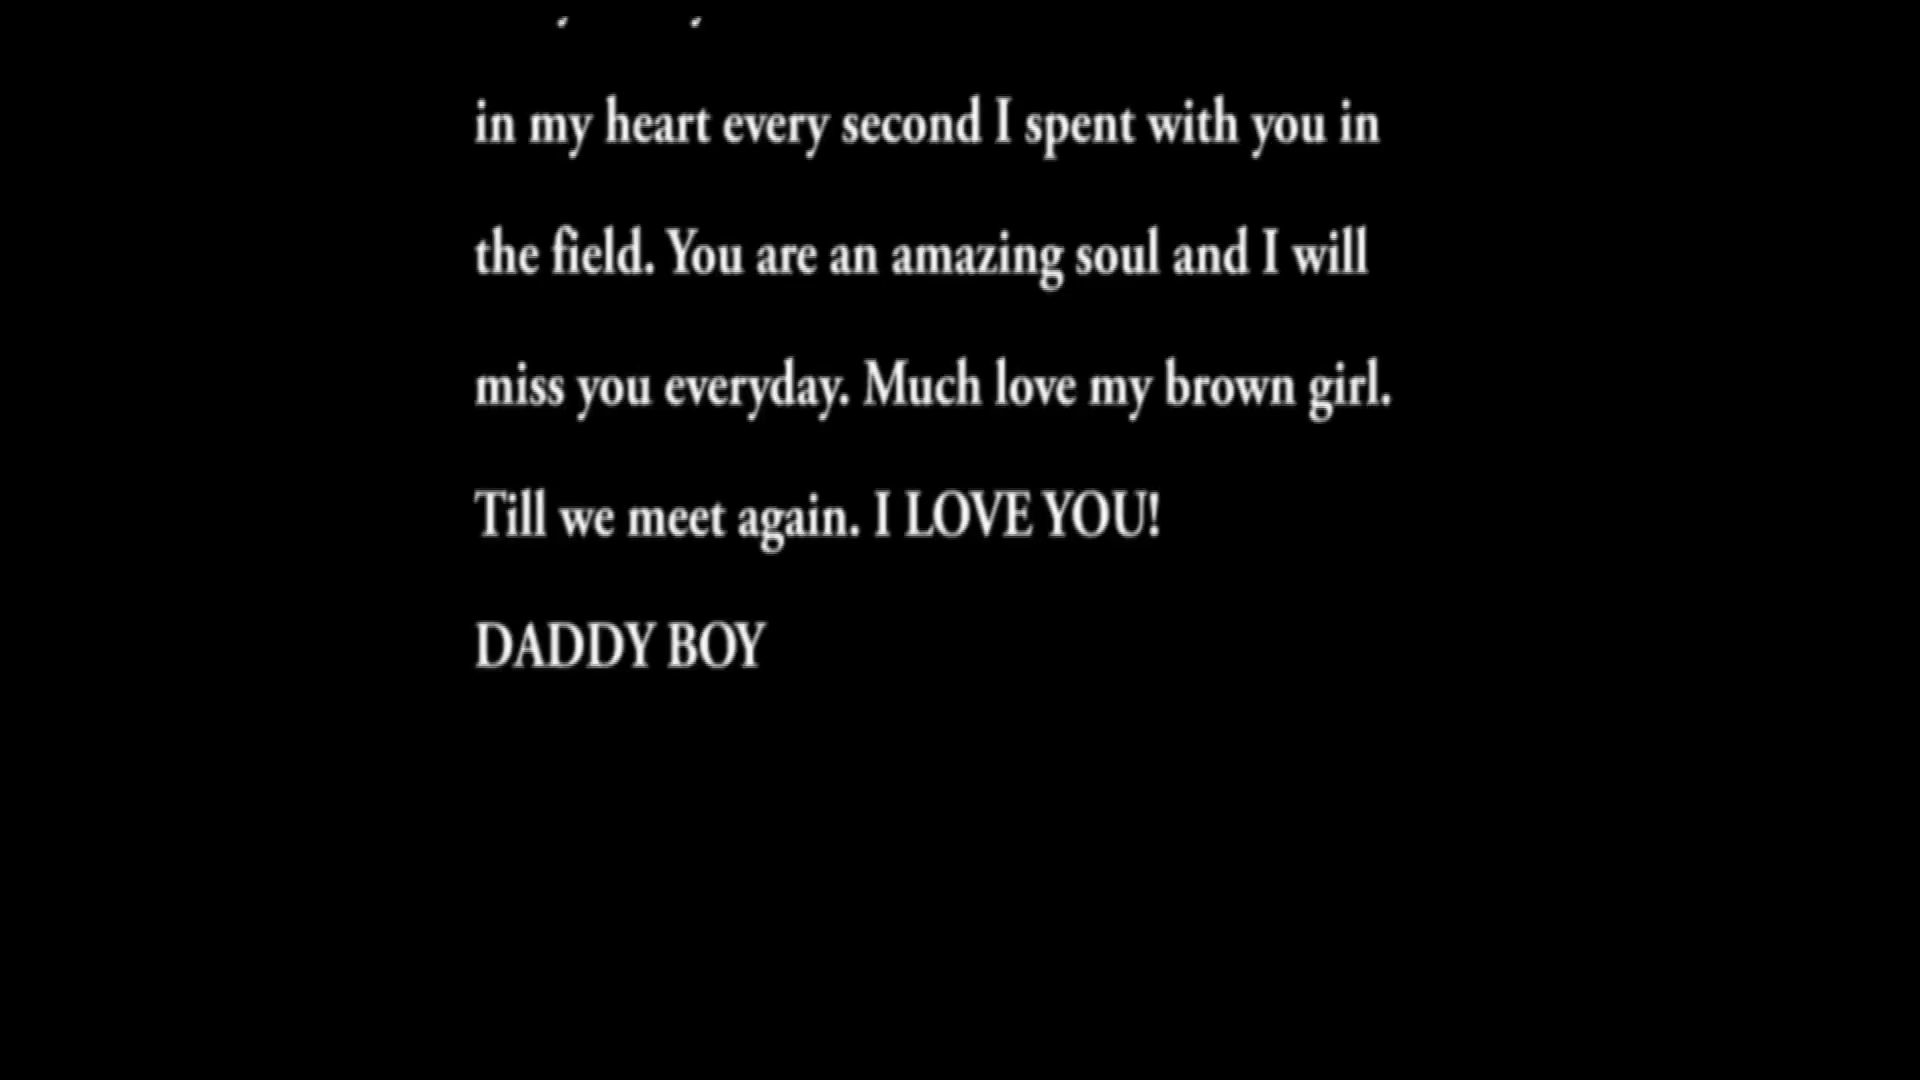 in my heart every second I spent with you in
the field. You are an amazing soul and I will
miss you everyday. Much love my brown girl.
Till we meet again. I LOVE YOU!
DADDY BOY